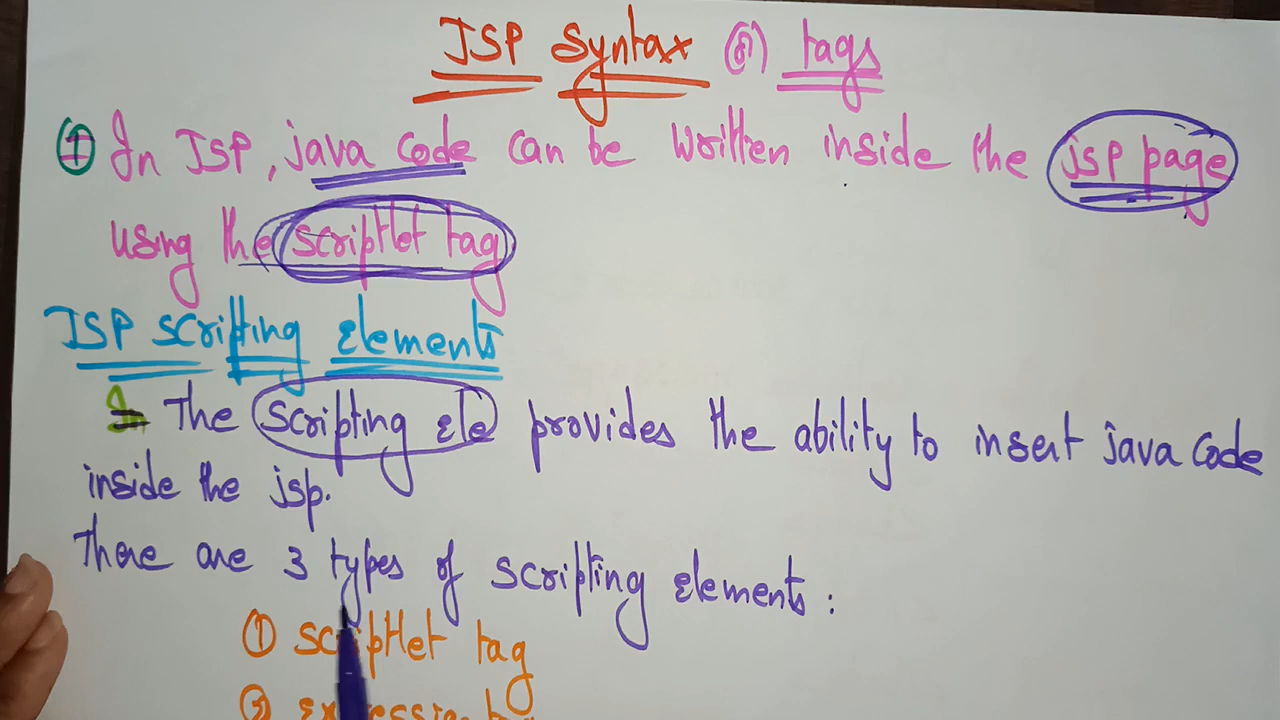 JSP Syntax (or) tags
① In JSP, java code can be written inside the jsp page
using the scriptlet tag
JSP scripting elements
The scripting ele provides the ability to insert java code
inside the jsp.
There are 3 types of scripting elements:
① scriptlet tag
②